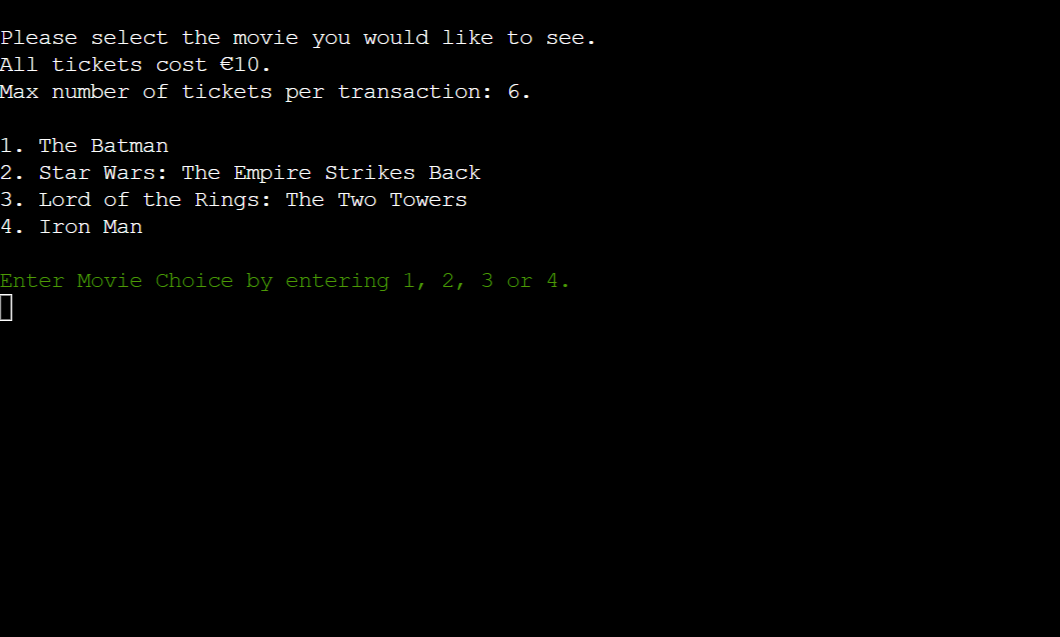 Please select the movie you would like to see.
All tickets cost €10.
Max number of tickets per transaction: 6.
1. The Batman
2. Star Wars: The Empire Strikes Back
3. Lord of the Rings: The Two Towers
4. Iron Man
Enter Movie Choice by entering 1, 2, 3 or 4.